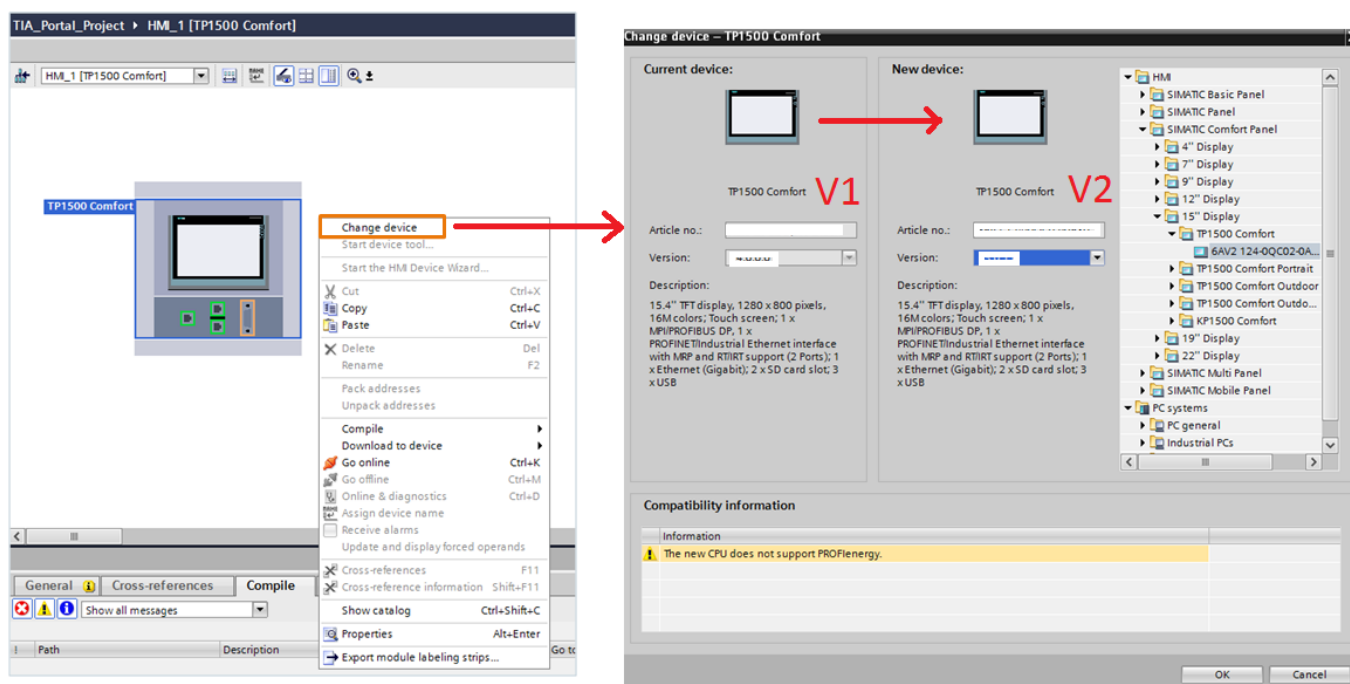 TIA_Portal_Project ▸ HMI_1 [TP1500 Comfort]
HMI_1 [TP1500 Comfort]
TP1500 Comfort
Change device
Start device tool...
Start the HMI Device Wizard...
Cut Ctrl+X
Copy Ctrl+C
Paste Ctrl+V
Delete Del
Rename F2
Pack addresses
Unpack addresses
Compile
Download to device
Go online Ctrl+K
Go offline Ctrl+M
Online & diagnostics Ctrl+D
Assign device name
Receive alarms
Update and display forced operands
Cross-references F11
Cross-reference information Shift+F11
Show catalog Ctrl+Shift+C
Properties Alt+Enter
Export module labeling strips...
General Cross-references Compile
Show all messages
! Path Description Go to
Change device – TP1500 Comfort
Current device:
TP1500 Comfort V1
Article no.:
Version:
Description:
15.4" TFT display, 1280 x 800 pixels,
16M colors; Touch screen; 1 x
MPI/PROFIBUS DP, 1 x
PROFINET/Industrial Ethernet interface
with MRP and RT/IRT support (2 Ports); 1
x Ethernet (Gigabit); 2 x SD card slot; 3
x USB
New device:
TP1500 Comfort V2
Article no.:
Version:
Description:
15.4" TFT display, 1280 x 800 pixels,
16M colors; Touch screen; 1 x
MPI/PROFIBUS DP, 1 x
PROFINET/Industrial Ethernet interface
with MRP and RT/IRT support (2 Ports); 1
x Ethernet (Gigabit); 2 x SD card slot; 3
x USB
HMI
SIMATIC Basic Panel
SIMATIC Panel
SIMATIC Comfort Panel
4" Display
7" Display
9" Display
12" Display
15" Display
TP1500 Comfort
6AV2 124-0QC02-0A...
TP1500 Comfort Portrait
TP1500 Comfort Outdoor
TP1500 Comfort Outdo...
KP1500 Comfort
19" Display
22" Display
SIMATIC Multi Panel
SIMATIC Mobile Panel
PC systems
PC general
Industrial PCs
Compatibility information
Information
The new CPU does not support PROFIenergy.
OK Cancel